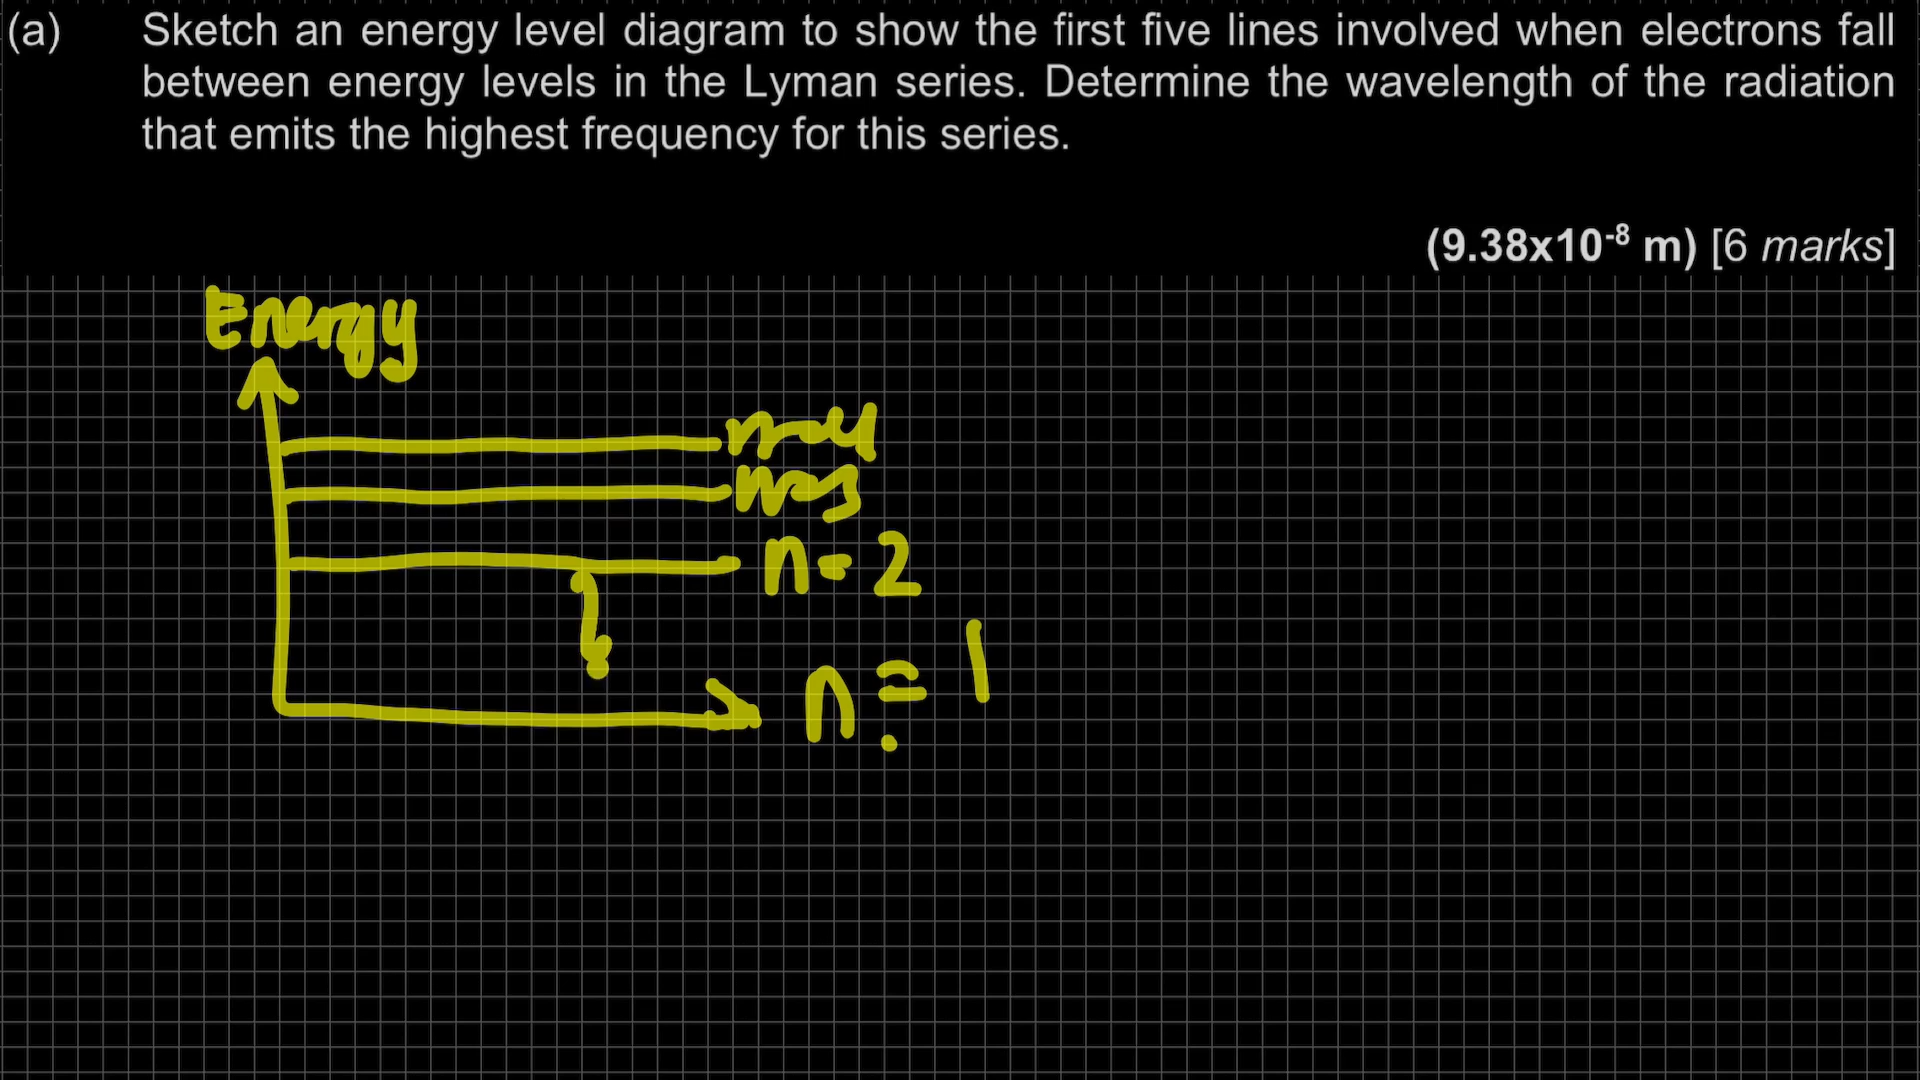 (a) Sketch an energy level diagram to show the first five lines involved when electrons fall
between energy levels in the Lyman series. Determine the wavelength of the radiation
that emits the highest frequency for this series.
(9.38x10⁻⁸ m) [6 marks]
Energy
n=4
n=3
n=2
n=1